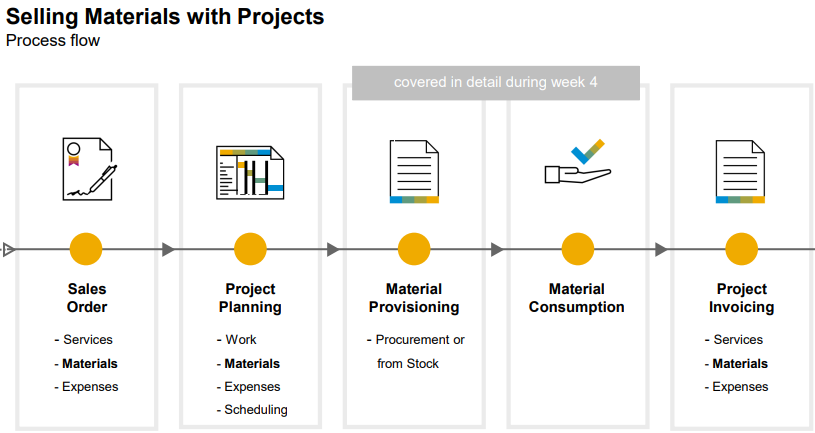 Selling Materials with Projects
Process flow
covered in detail during week 4
Sales
Order
- Services
- Materials
- Expenses
Project
Planning
- Work
- Materials
- Expenses
- Scheduling
Material
Provisioning
- Procurement or
from Stock
Material
Consumption
Project
Invoicing
- Services
- Materials
- Expenses